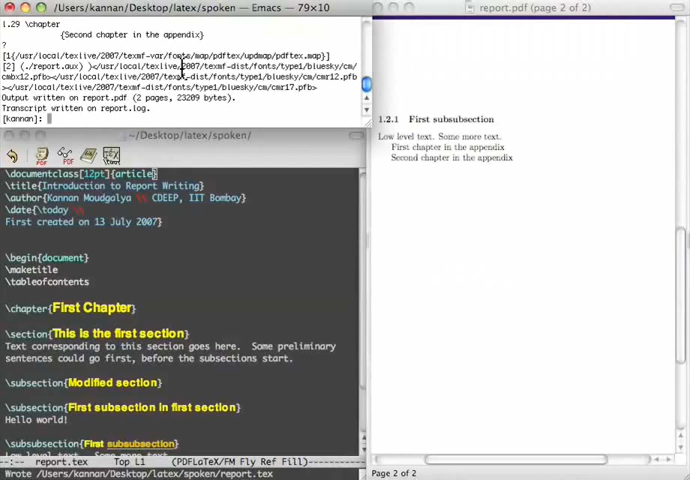 /users/kannan/Desktop/latex/spoken — Emacs — 79×10
l.29 \chapter
{Second chapter in the appendix}
?
[1{/usr/local/texlive/2007/texmf-var/fonts/map/pdftex/updmap/pdftex.map}]
[2] (./report.aux) )</usr/local/texlive/2007/texmf-dist/fonts/type1/bluesky/cm/
cmbx12.pfb></usr/local/texlive/2007/texmf-dist/fonts/type1/bluesky/cm/cmr12.pfb
></usr/local/texlive/2007/texmf-dist/fonts/type1/bluesky/cm/cmr17.pfb>
Output written on report.pdf (2 pages, 23209 bytes).
Transcript written on report.log.
[kannan]:
~/Desktop/latex/spoken/
\documentclass[12pt]{article}
\title{Introduction to Report Writing}
\author{Kannan Moudgalya \\ CDEEP, IIT Bombay}
\date{\today \\
First created on 13 July 2007}
\begin{document}
\maketitle
\tableofcontents
\chapter{First Chapter}
\section{This is the first section}
Text corresponding to this section goes here.  Some preliminary
sentences could go first, before the subsections start.
\subsection{Modified section}
\subsection{First subsection in first section}
Hello world!
\subsubsection{First subsubsection}
Low level text.  Some more text.
--:-- report.tex Top L1 (PDFLaTeX/FM Fly Ref Fill)
Wrote /Users/kannan/Desktop/latex/spoken/report.tex
report.pdf (page 2 of 2)
1.2.1 First subsubsection
Low level text. Some more text.
First chapter in the appendix
Second chapter in the appendix
Page 2 of 2